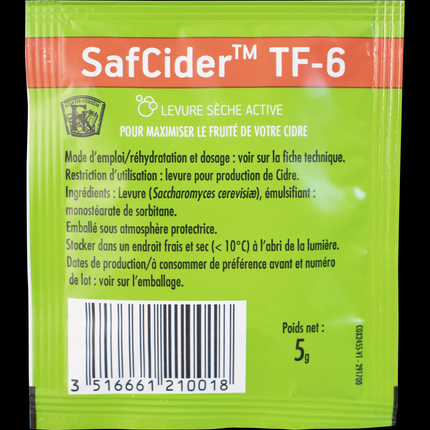 SafCider™ TF-6
LEVURE SÈCHE ACTIVE
POUR MAXIMISER LE FRUITÉ DE VOTRE CIDRE
Mode d'emploi/réhydratation et dosage : voir sur la fiche technique.
Restriction d'utilisation : levure pour production de Cidre.
Ingrédients : Levure (Saccharomyces cerevisiæ), émulsifiant :
monostéarate de sorbitane.
Emballé sous atmosphère protectrice.
Stocker dans un endroit frais et sec (< 10°C) à l'abri de la lumière.
Dates de production/à consommer de préférence avant et numéro
de lot : voir sur l'emballage.
Poids net :
5g
3 516661 210018